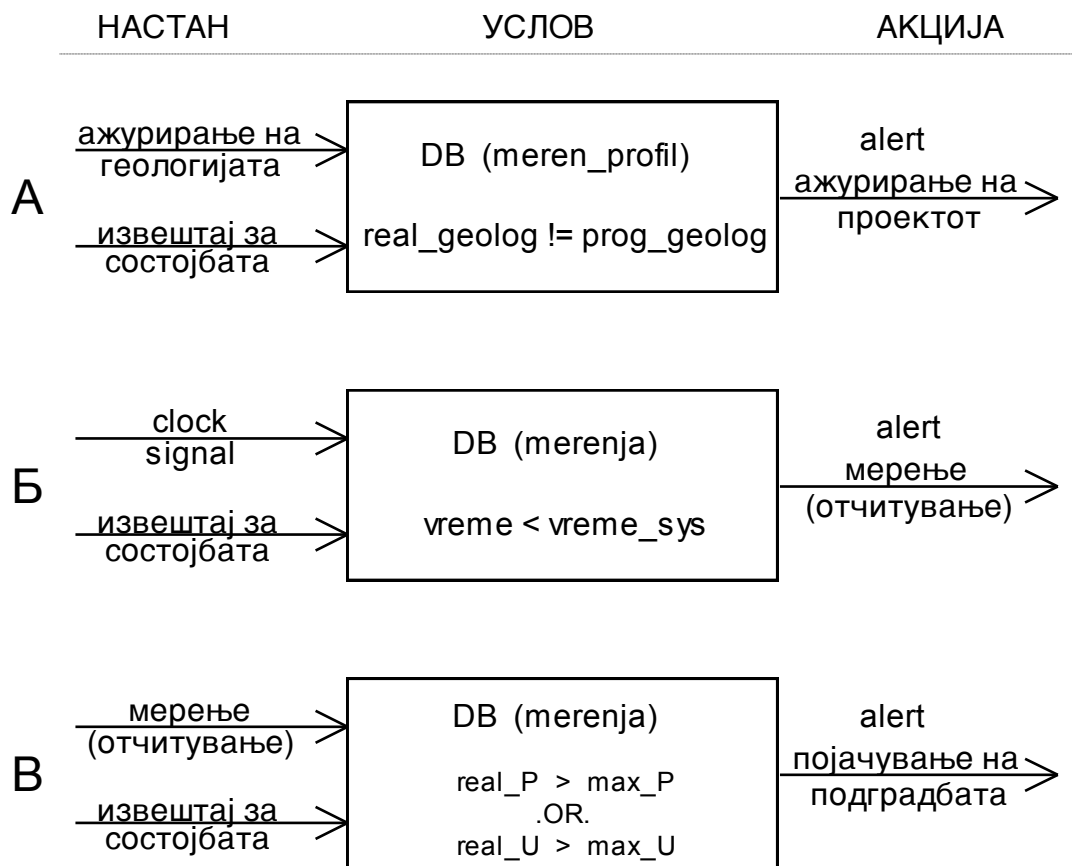 НАСТАН УСЛОВ АКЦИЈА
А
ажурирање на
геологијата
извештај за
состојбата
DB (meren_profil)
real_geolog != prog_geolog
alert
ажурирање на
проектот
Б
clock
signal
извештај за
состојбата
DB (merenja)
vreme < vreme_sys
alert
мерење
(отчитување)
В
мерење
(отчитување)
извештај за
состојбата
DB (merenja)
real_P > max_P
.OR.
real_U > max_U
alert
појачување на
подградбата